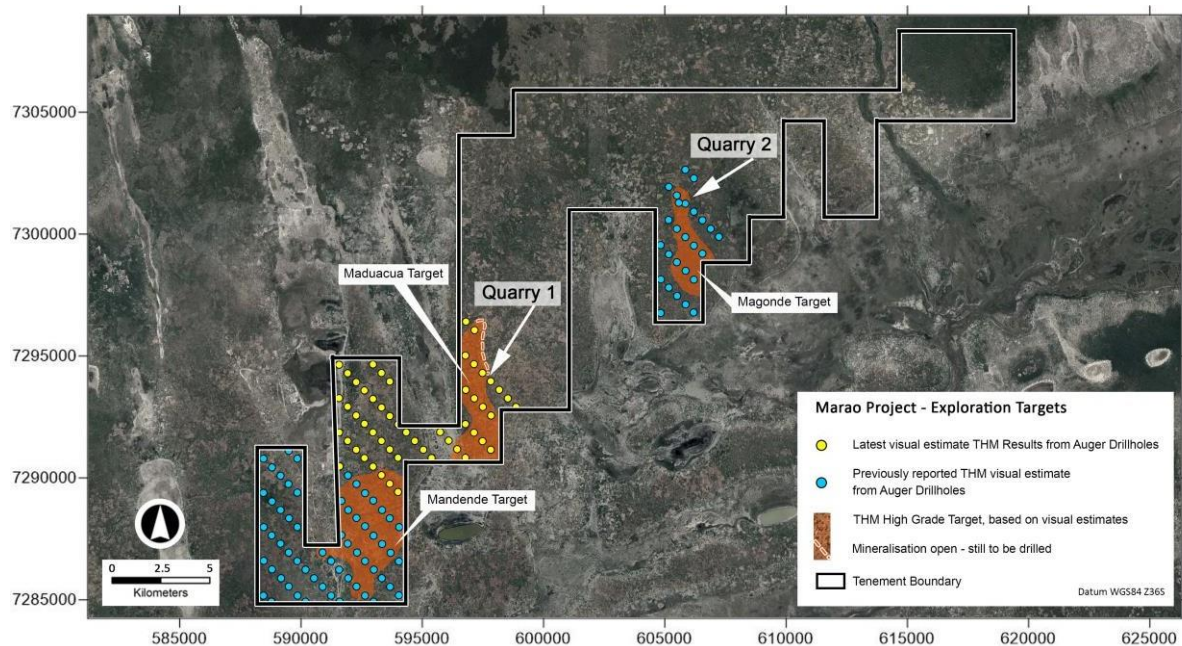 7305000
7300000
7295000
7290000
7285000
Quarry 2
Maduacua Target
Quarry 1
Magonde Target
Mandende Target
0 2.5 5
Kilometers
Marao Project - Exploration Targets
Latest visual estimate THM Results from Auger Drillholes
Previously reported THM visual estimate
from Auger Drillholes
THM High Grade Target, based on visual estimates
Mineralisation open - still to be drilled
Tenement Boundary
Datum WGS84 Z36S
585000 590000 595000 600000 605000 610000 615000 620000 625000